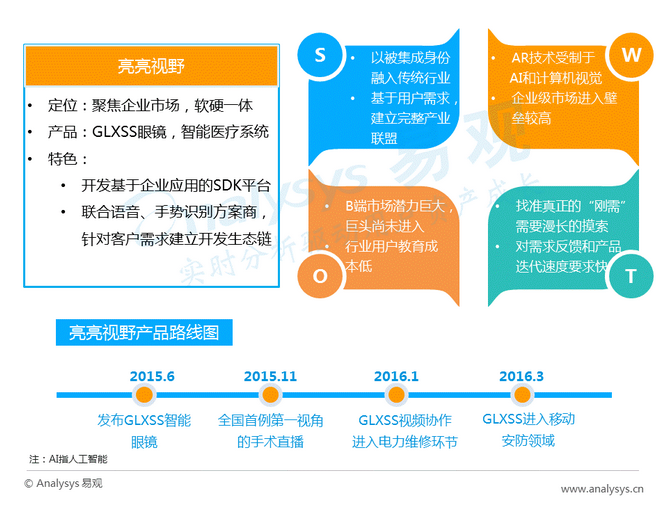 亮亮视野
• 定位：聚焦企业市场，软硬一体
• 产品：GLXSS眼镜，智能医疗系统
• 特色：
• 开发基于企业应用的SDK平台
• 联合语音、手势识别方案商，
针对客户需求建立开发生态链
S
• 以被集成身份
融入传统行业
• 基于用户需求，
建立完整产业
联盟
W
• AR技术受制于
AI和计算机视觉
• 企业级市场进入壁
垒较高
O
• B端市场潜力巨大，
巨头尚未进入
• 行业用户教育成
本低
T
• 找准真正的“刚需”
需要漫长的摸索
• 对需求反馈和产品
迭代速度要求快
Analysys 易观
亮亮视野产品路线图
2015.6
发布GLXSS智能
眼镜
2015.11
全国首例第一视角
的手术直播
2016.1
GLXSS视频协作
进入电力维修环节
2016.3
GLXSS进入移动
安防领域
注：AI指人工智能
© Analysys 易观
www.analysys.cn